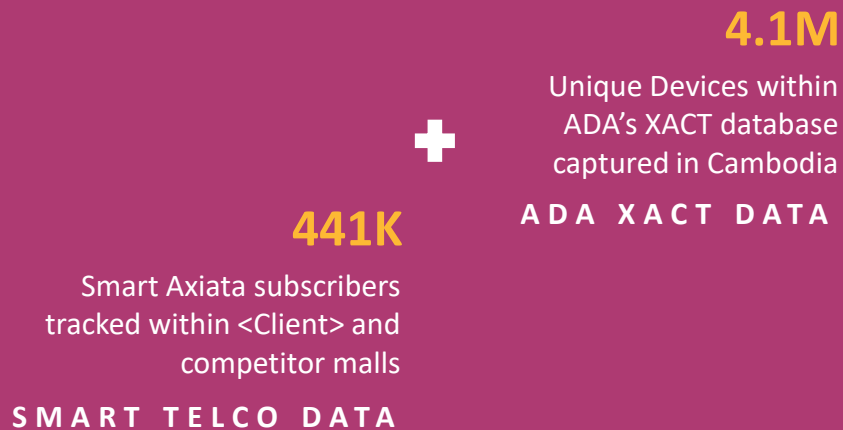 4.1M
Unique Devices within
ADA's XACT database
captured in Cambodia
ADA XACT DATA
441K
Smart Axiata subscribers
tracked within <Client> and
competitor malls
SMART TELCO DATA